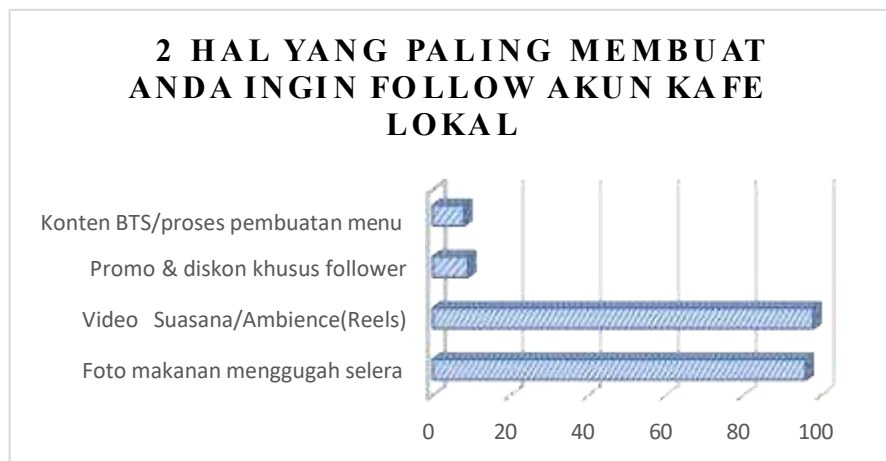 2 HAL YANG PALING MEMBUAT
ANDA INGIN FOLLOW AKUN KAFE
LOKAL
Konten BTS/proses pembuatan menu
Promo & diskon khusus follower
Video Suasana/Ambience(Reels)
Foto makanan menggugah selera
0 20 40 60 80 100